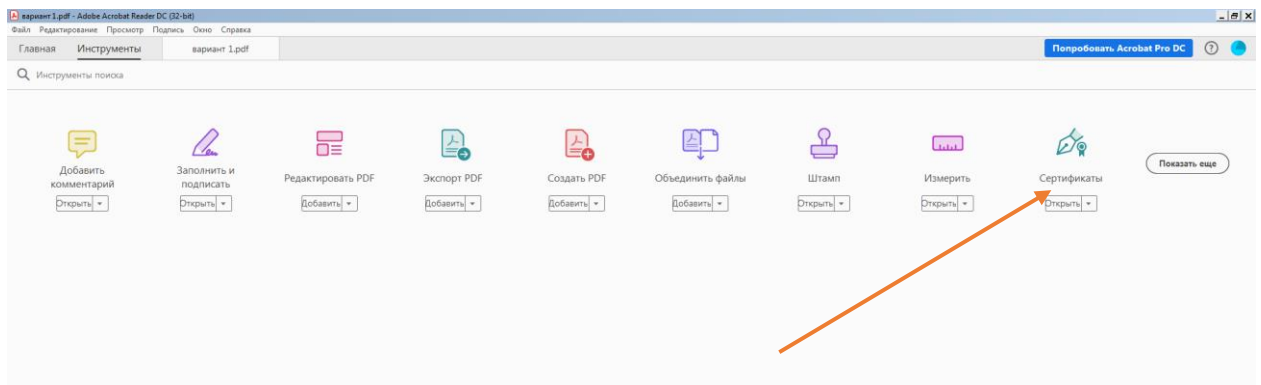 вариант 1.pdf - Adobe Acrobat Reader DC (32-bit)
Файл Редактирование Просмотр Подпись Окно Справка
Главная Инструменты вариант 1.pdf Попробовать Acrobat Pro DC ?
Инструменты поиска
Добавить комментарий
Открыть
Заполнить и подписать
Открыть
Редактировать PDF
Добавить
Экспорт PDF
Добавить
Создать PDF
Добавить
Объединить файлы
Добавить
Штамп
Открыть
Измерить
Открыть
Сертификаты
Открыть
Показать еще